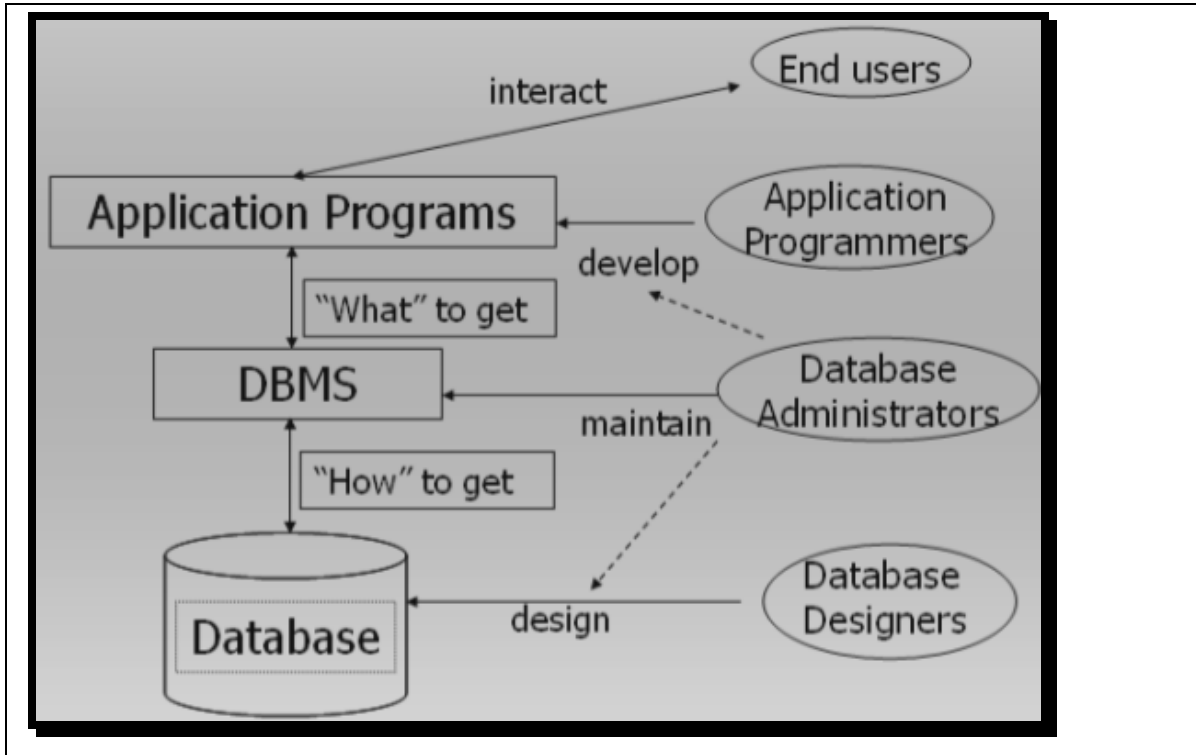 End users
interact
Application Programs
Application
Programmers
develop
“What” to get
DBMS
Database
Administrators
maintain
“How” to get
Database
Designers
design
Database